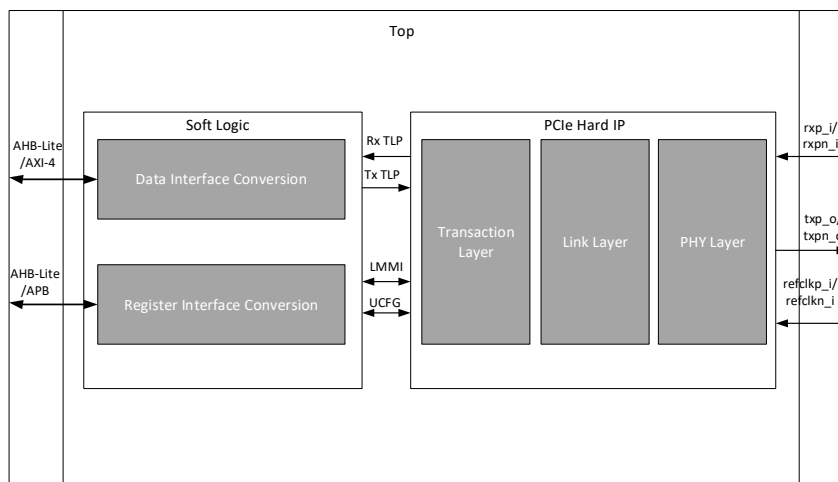 Top
Soft Logic
PCIe Hard IP
AHB-Lite
/AXI-4
Data Interface Conversion
Rx TLP
Tx TLP
Transaction
Layer
Link Layer
PHY Layer
rxp_i/
rxpn_i
txp_o/
txpn_o
AHB-Lite
/APB
Register Interface Conversion
LMMI
UCFG
refclkp_i/
refclkn_i